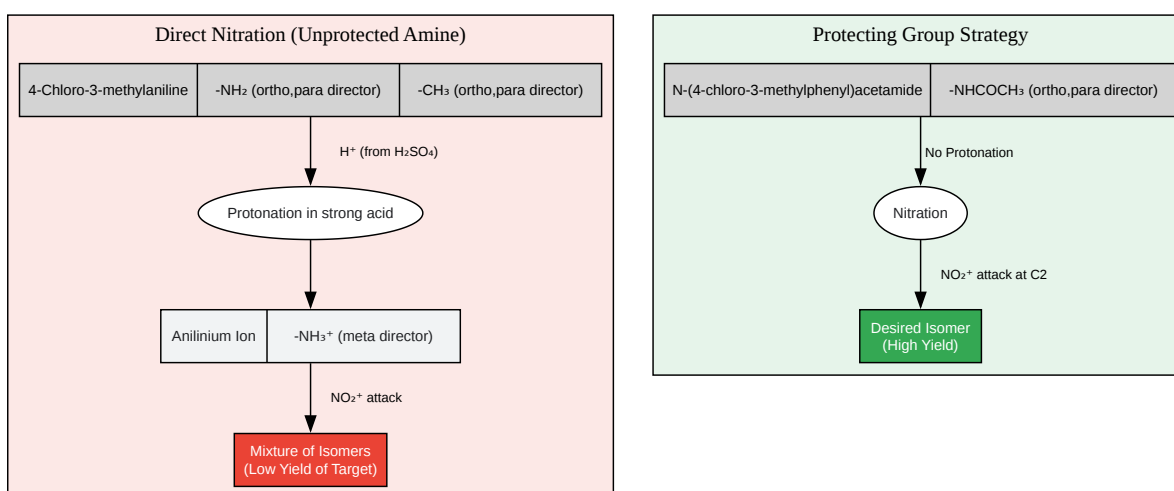 Direct Nitration (Unprotected Amine)
4-Chloro-3-methylaniline
-NH₂ (ortho,para director)
-CH₃ (ortho,para director)
H⁺ (from H₂SO₄)
Protonation in strong acid
Anilinium Ion
-NH₃⁺ (meta director)
NO₂⁺ attack
Mixture of Isomers
(Low Yield of Target)
Protecting Group Strategy
N-(4-chloro-3-methylphenyl)acetamide
-NHCOCH₃ (ortho,para director)
No Protonation
Nitration
NO₂⁺ attack at C2
Desired Isomer
(High Yield)